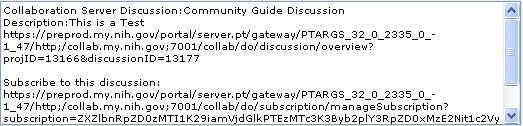 Collaboration Server Discussion:Community Guide Discussion
Description:This is a Test
https://preprod.my.nih.gov/portal/server.pt/gateway/PTARGS_32_0_2335_0_-
1_47/http;/collab.my.nih.gov;7001/collab/do/discussion/overview?
projID=13166&discussionID=13177
Subscribe to this discussion:
https://preprod.my.nih.gov/portal/server.pt/gateway/PTARGS_32_0_2335_0_-
1_47/http;/collab.my.nih.gov;7001/collab/do/subscription/manageSubscription?
subscription=ZXZlbnRpZD0zMTI1K29iamVjdGlkPTEzMTc3K3Byb2plY3RpZD0xMzE2Nit1c2Vy